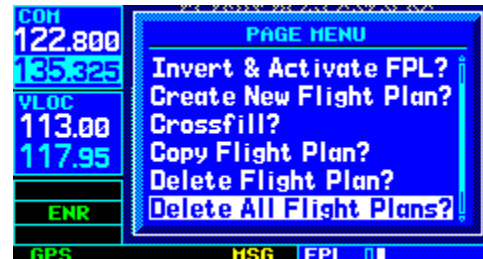 COM
122.800
135.325
VLOC
113.00
117.95
ENR
GPS
PAGE MENU
Invert & Activate FPL?
Create New Flight Plan?
Crossfill?
Copy Flight Plan?
Delete Flight Plan?
Delete All Flight Plans?
MSG
FPL